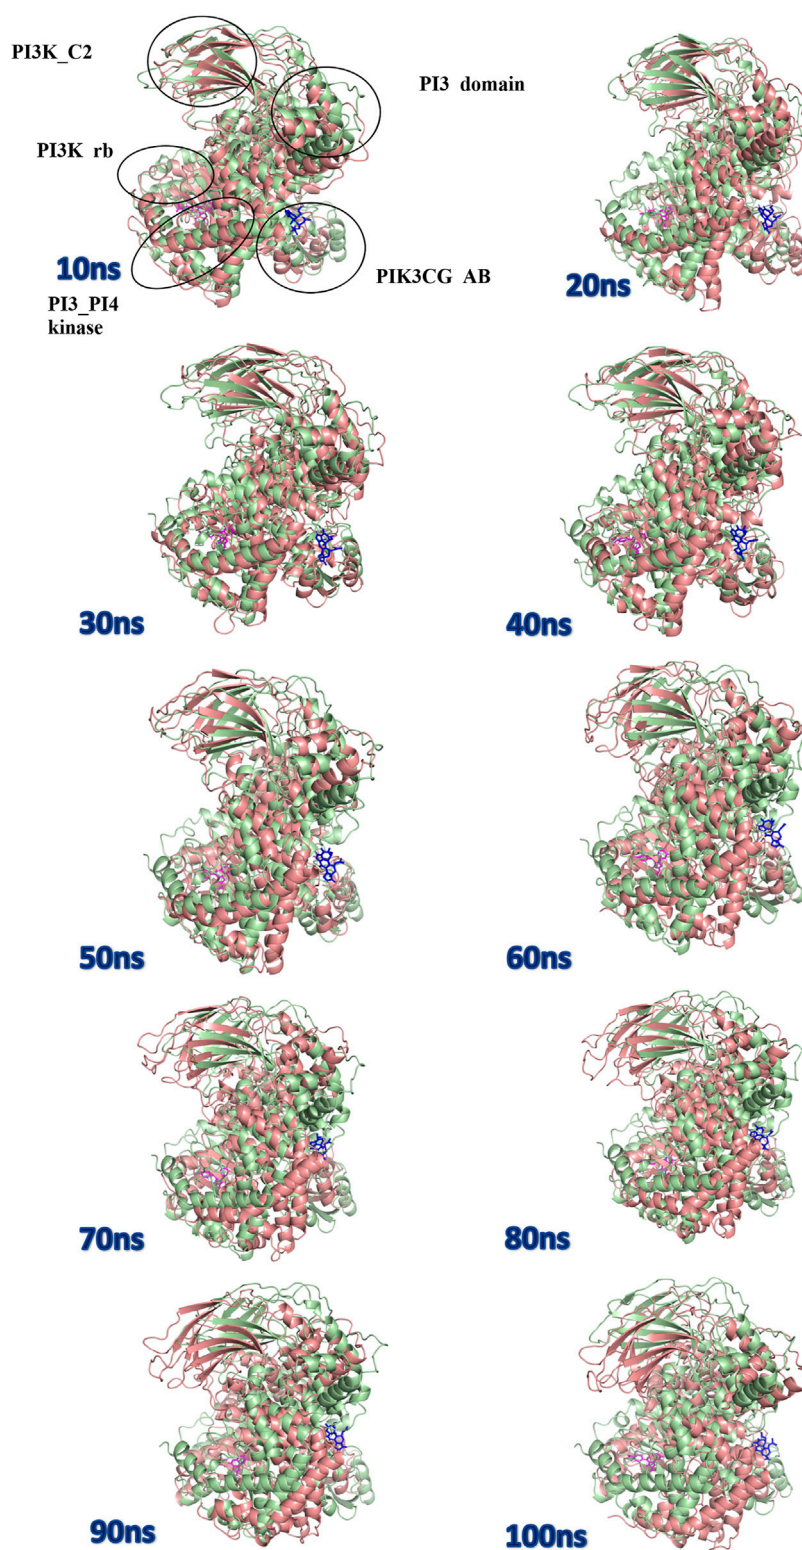 PI3K_C2
PI3 domain
PI3K rb
10ns
PIK3CG AB
20ns
PI3_PI4
kinase
30ns
40ns
50ns
60ns
70ns
80ns
90ns
100ns